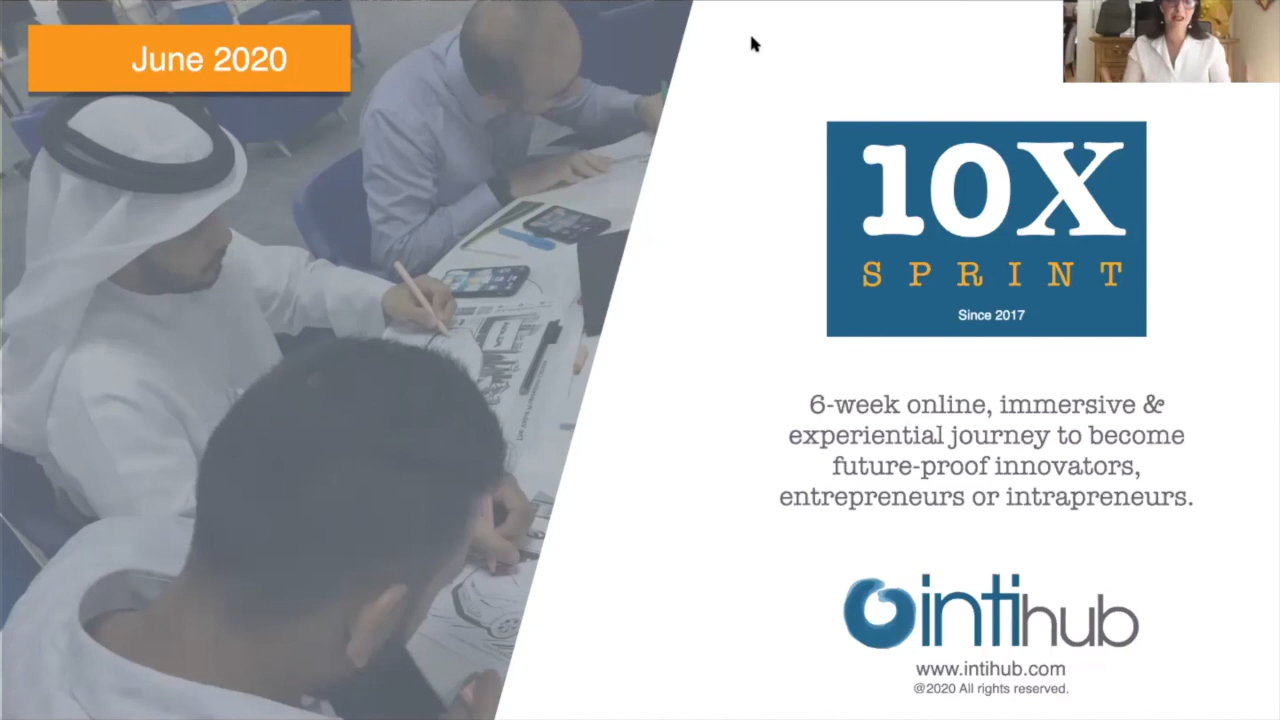 June 2020
10X
SPRINT
Since 2017
6-week online, immersive &
experiential journey to become
future-proof innovators,
entrepreneurs or intrapreneurs.
intihub
www.intihub.com
@2020 All rights reserved.